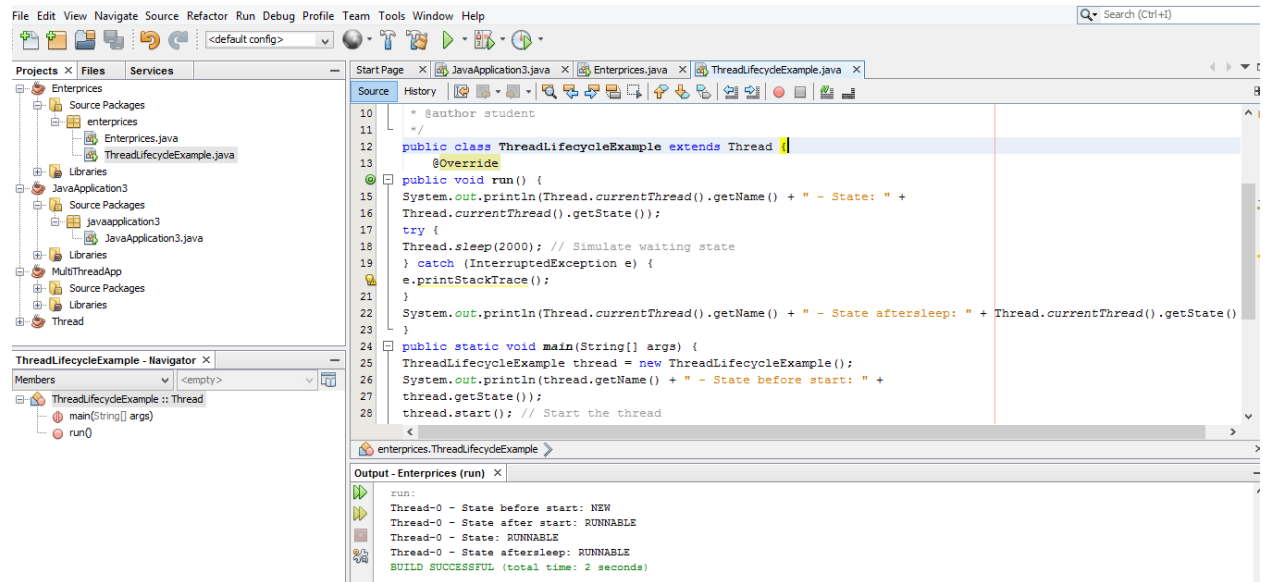 File Edit View Navigate Source Refactor Run Debug Profile Team Tools Window Help
Search (Ctrl+I)
<default config>
Projects Files Services
Enterprices
Source Packages
enterprices
Enterprices.java
ThreadLifecycleExample.java
Libraries
JavaApplication3
Source Packages
javaapplication3
JavaApplication3.java
Libraries
MultiThreadApp
Source Packages
Libraries
Thread
ThreadLifecycleExample - Navigator
Members <empty>
ThreadLifecycleExample :: Thread
main(String[] args)
run()
Start Page JavaApplication3.java Enterprices.java ThreadLifecycleExample.java
Source History
10 * @author student
11 */
12 public class ThreadLifecycleExample extends Thread {
13 @Override
public void run() {
15 System.out.println(Thread.currentThread().getName() + " - State: " +
16 Thread.currentThread().getState());
17 try {
18 Thread.sleep(2000); // Simulate waiting state
19 } catch (InterruptedException e) {
e.printStackTrace();
21 }
22 System.out.println(Thread.currentThread().getName() + " - State aftersleep: " + Thread.currentThread().getState()
23 }
24 public static void main(String[] args) {
25 ThreadLifecycleExample thread = new ThreadLifecycleExample();
26 System.out.println(thread.getName() + " - State before start: " +
27 thread.getState());
28 thread.start(); // Start the thread
enterprices.ThreadLifecycleExample
Output - Enterprices (run)
run:
Thread-0 - State before start: NEW
Thread-0 - State after start: RUNNABLE
Thread-0 - State: RUNNABLE
Thread-0 - State aftersleep: RUNNABLE
BUILD SUCCESSFUL (total time: 2 seconds)